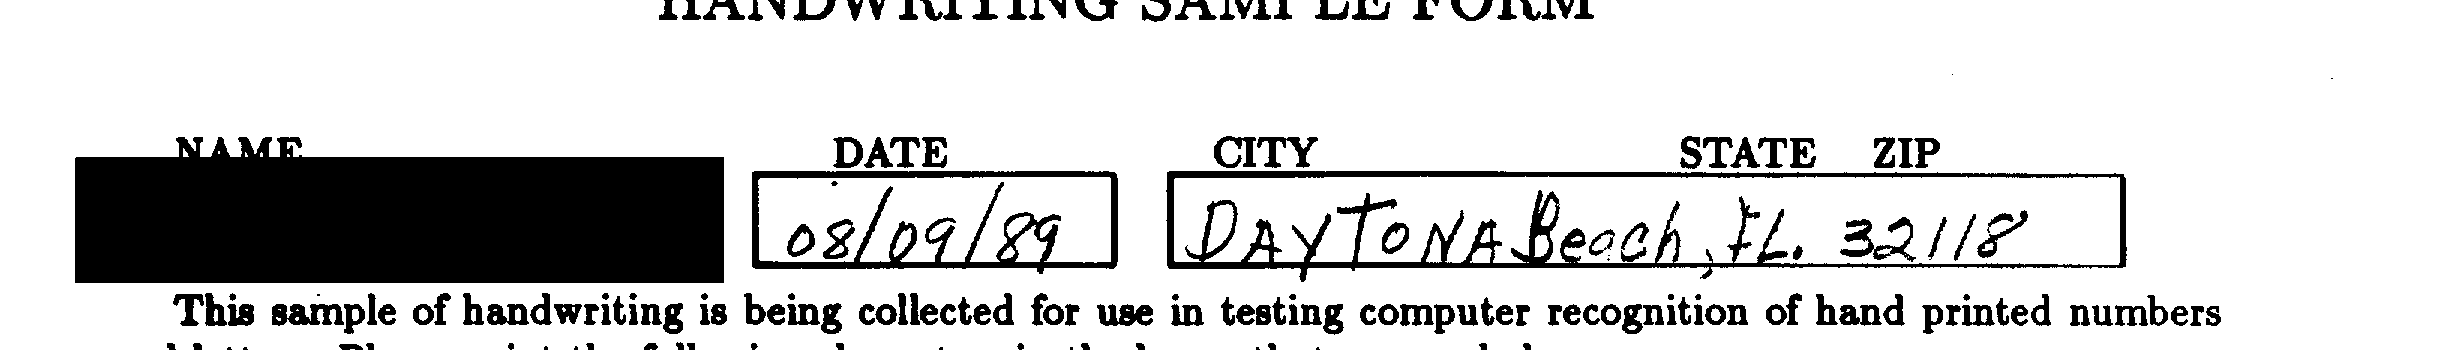 HANDWRITING SAMPLE FORM
NAME DATE CITY STATE ZIP
08/09/89 DAYTONA Beach, FL. 32118
This sample of handwriting is being collected for use in testing computer recognition of hand printed numbers